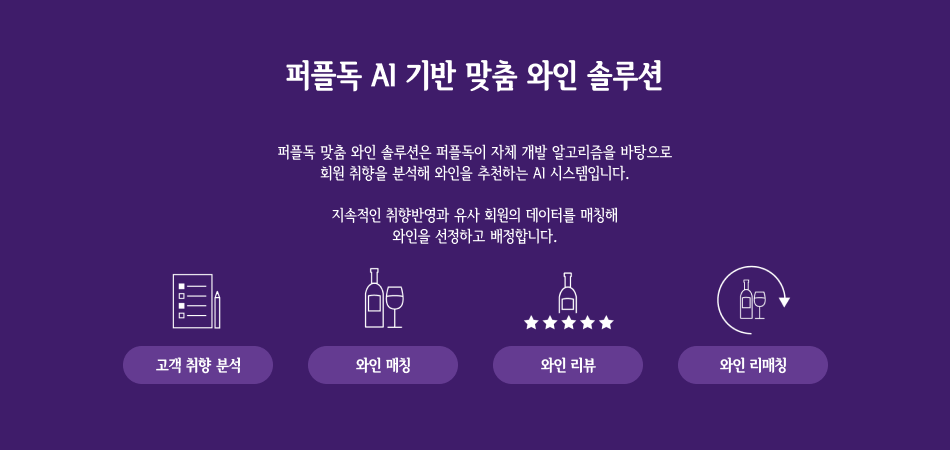 퍼플독 AI 기반 맞춤 와인 솔루션
퍼플독 맞춤 와인 솔루션은 퍼플독이 자체 개발 알고리즘을 바탕으로
회원 취향을 분석해 와인을 추천하는 AI 시스템입니다.
지속적인 취향반영과 유사 회원의 데이터를 매칭해
와인을 선정하고 배정합니다.
고객 취향 분석
와인 매칭
와인 리뷰
와인 리매칭